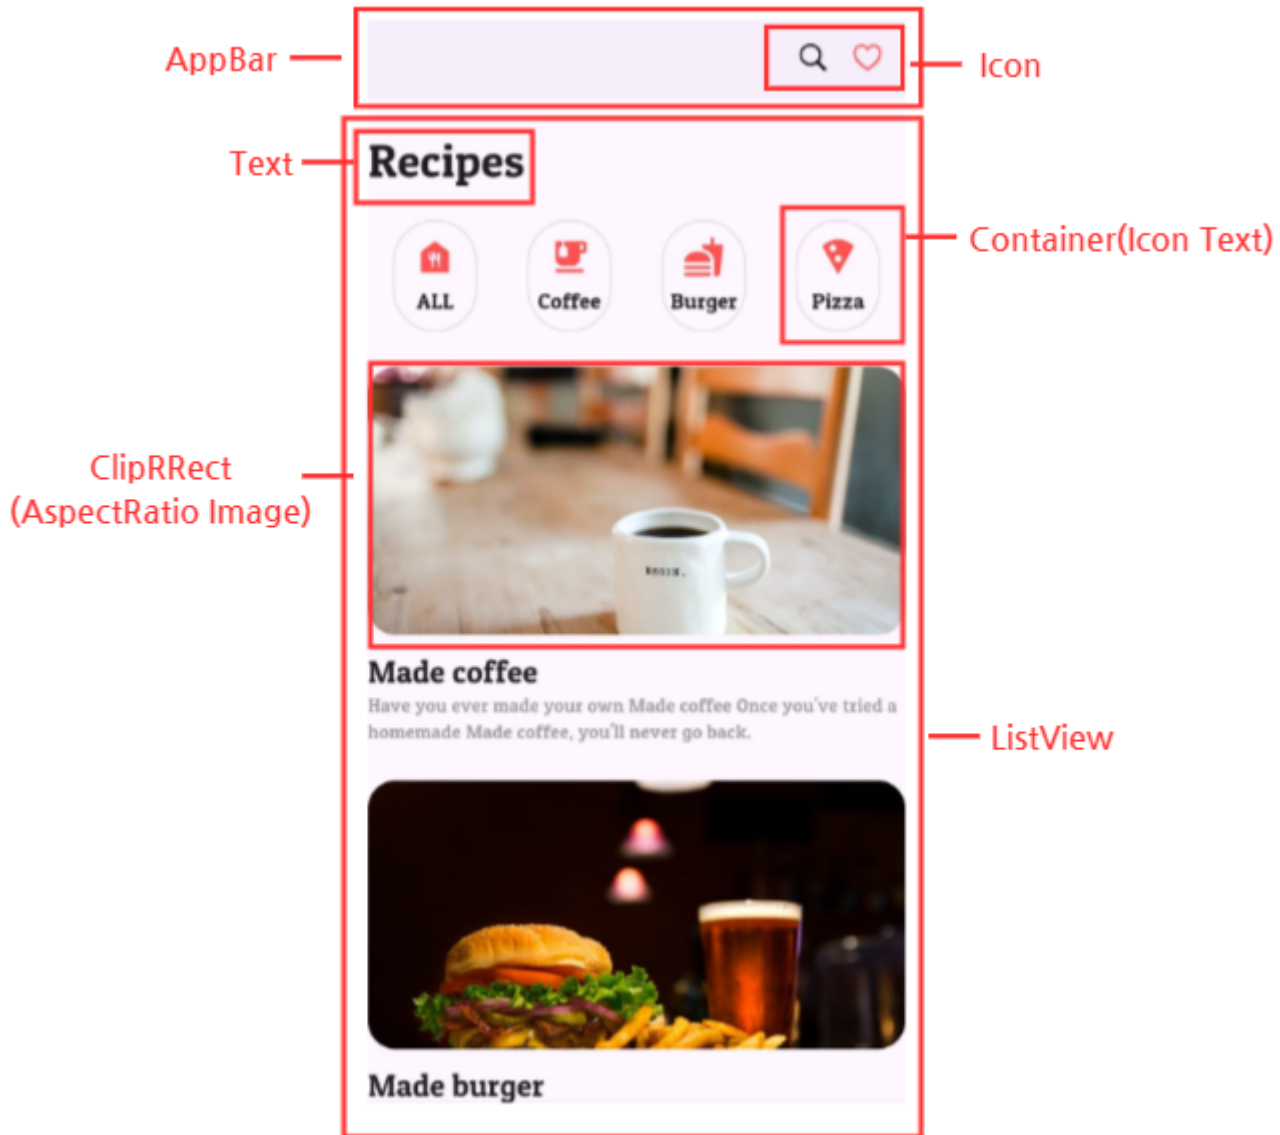 AppBar
Icon
Text
Recipes
Container(Icon Text)
ALL
Coffee
Burger
Pizza
ClipRRect
(AspectRatio Image)
BEGIN.
Made coffee
Have you ever made your own Made coffee Once you've tried a
homemade Made coffee, you'll never go back.
ListView
Made burger